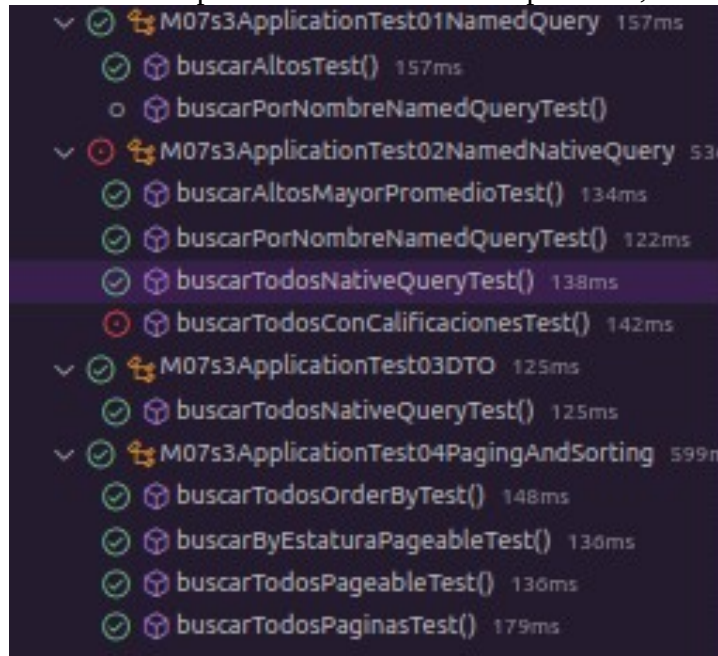 M07s3ApplicationTest01NamedQuery 157ms
buscarAltosTest() 157ms
buscarPorNombreNamedQueryTest()
M07s3ApplicationTest02NamedNativeQuery
buscarAltosMayorPromedioTest() 134ms
buscarPorNombreNamedQueryTest() 122ms
buscarTodosNativeQueryTest() 138ms
buscarTodosConCalificacionesTest() 142ms
M07s3ApplicationTest03DTO 125ms
buscarTodosNativeQueryTest() 125ms
M07s3ApplicationTest04PagingAndSorting 599
buscarTodosOrderByTest() 148ms
buscarByEstaturaPageableTest() 136ms
buscarTodosPageableTest() 136ms
buscarTodosPaginasTest() 179ms